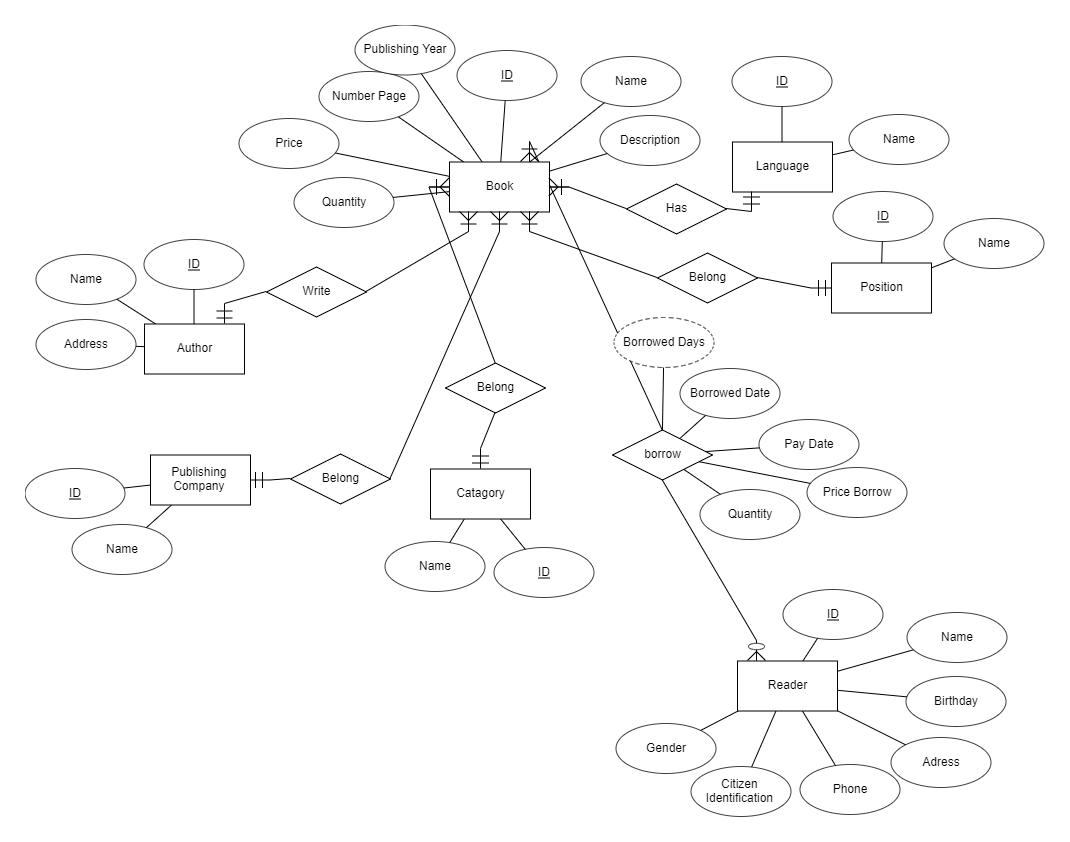 Publishing Year
ID
Name
ID
Number Page
Price
Description
Name
Quantity
Book
Language
Has
ID
Name
Belong
Position
Name
ID
Write
Address
Author
Borrowed Days
Belong
Borrowed Date
Pay Date
borrow
Price Borrow
Quantity
Publishing
Company
Belong
ID
Name
Catagory
Name
ID
ID
Name
Reader
Birthday
Gender
Adress
Citizen
Identification
Phone